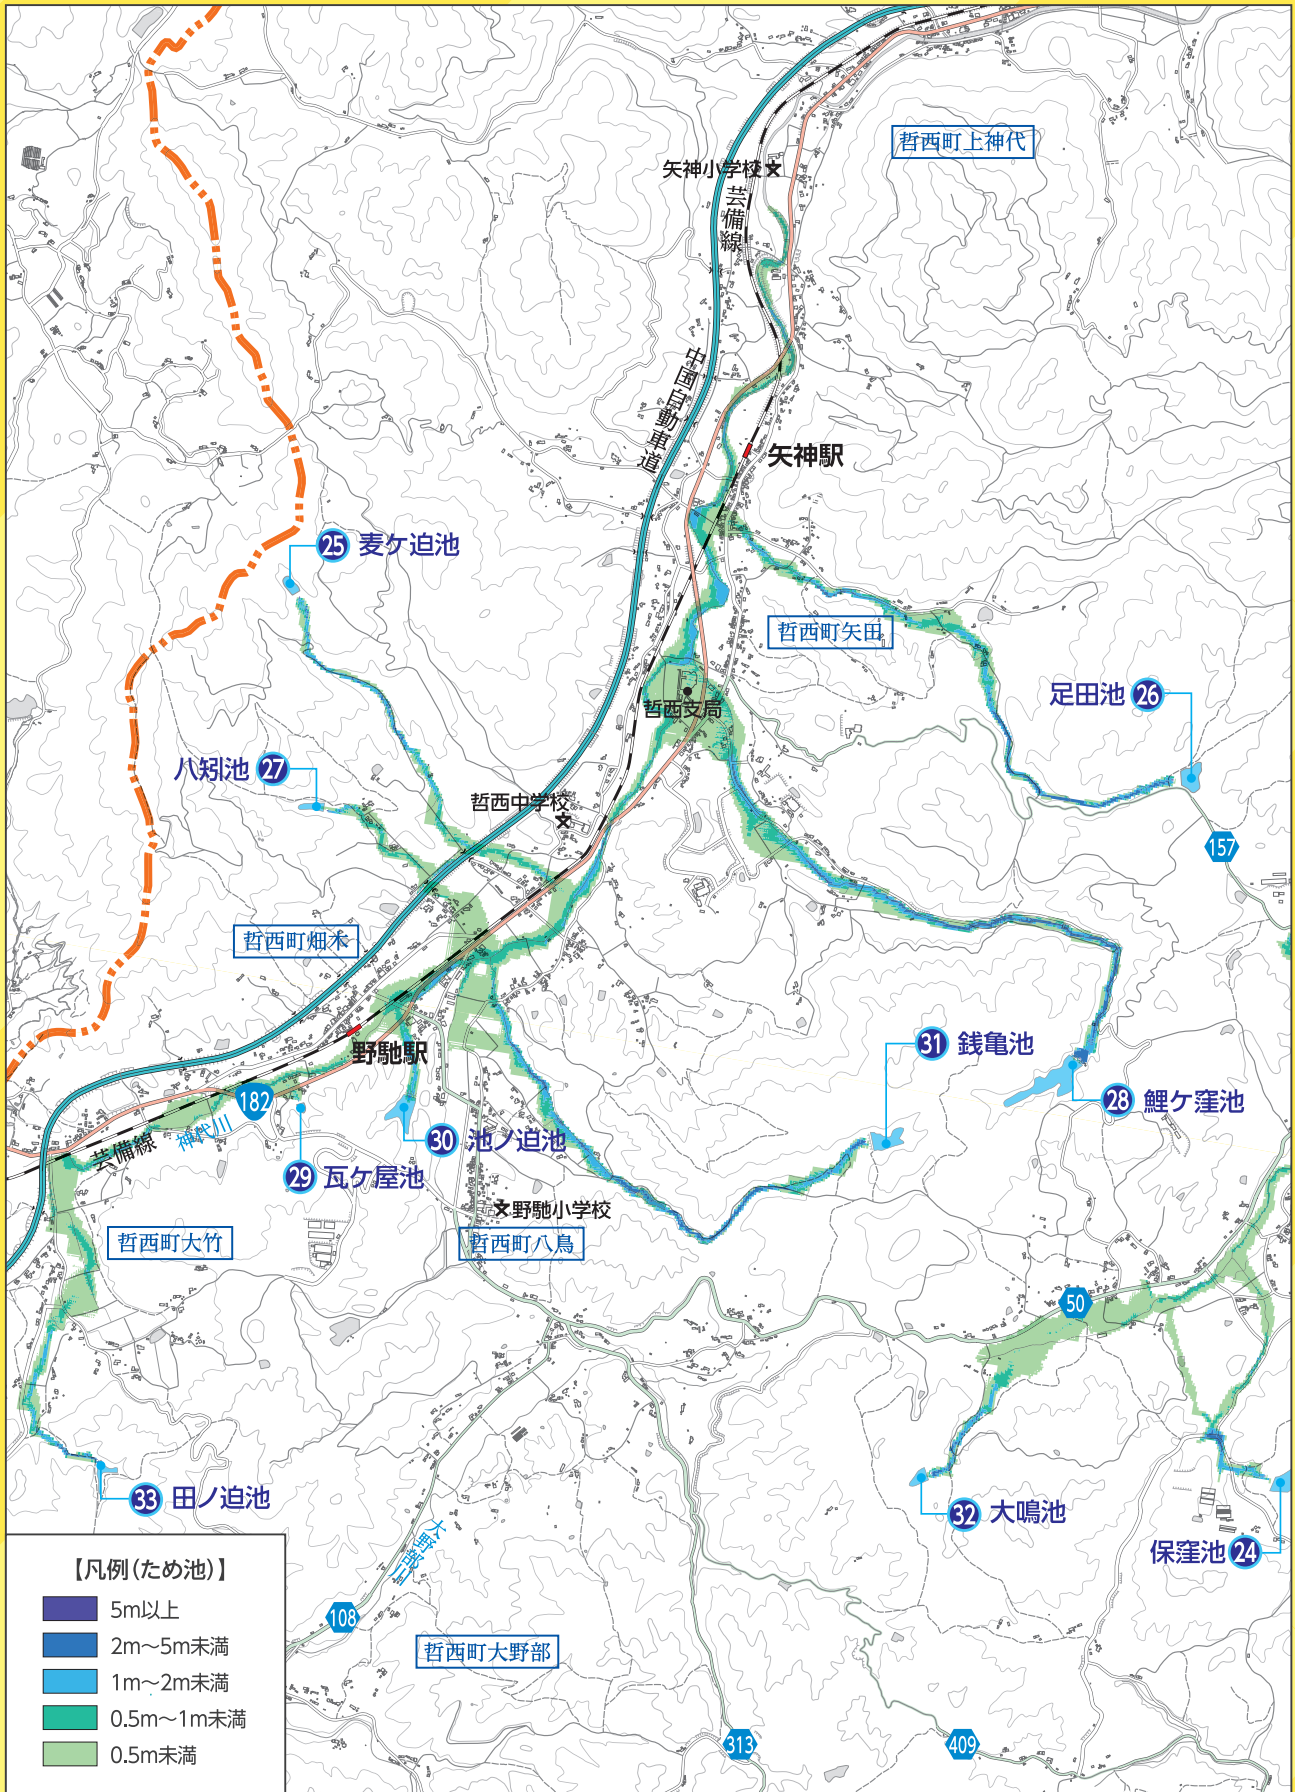 哲西町上神代
矢神小学校
芸備線
中国自動車道
矢神駅
25 麦ケ迫池
哲西町矢田
足田池 26
哲西支局
八矧池 27
哲西中学校
157
哲西町畑木
31 銭亀池
野馳駅
182
28 鯉ケ窪池
神代川
芸備線
30 池ノ迫池
29 瓦ケ屋池
野馳小学校
哲西町大竹
哲西町八鳥
50
33 田ノ迫池
32 大鳴池
保窪池 24
大野部川
【凡例(ため池)】
5m以上
2m～5m未満
1m～2m未満
0.5m～1m未満
0.5m未満
108
哲西町大野部
313
409